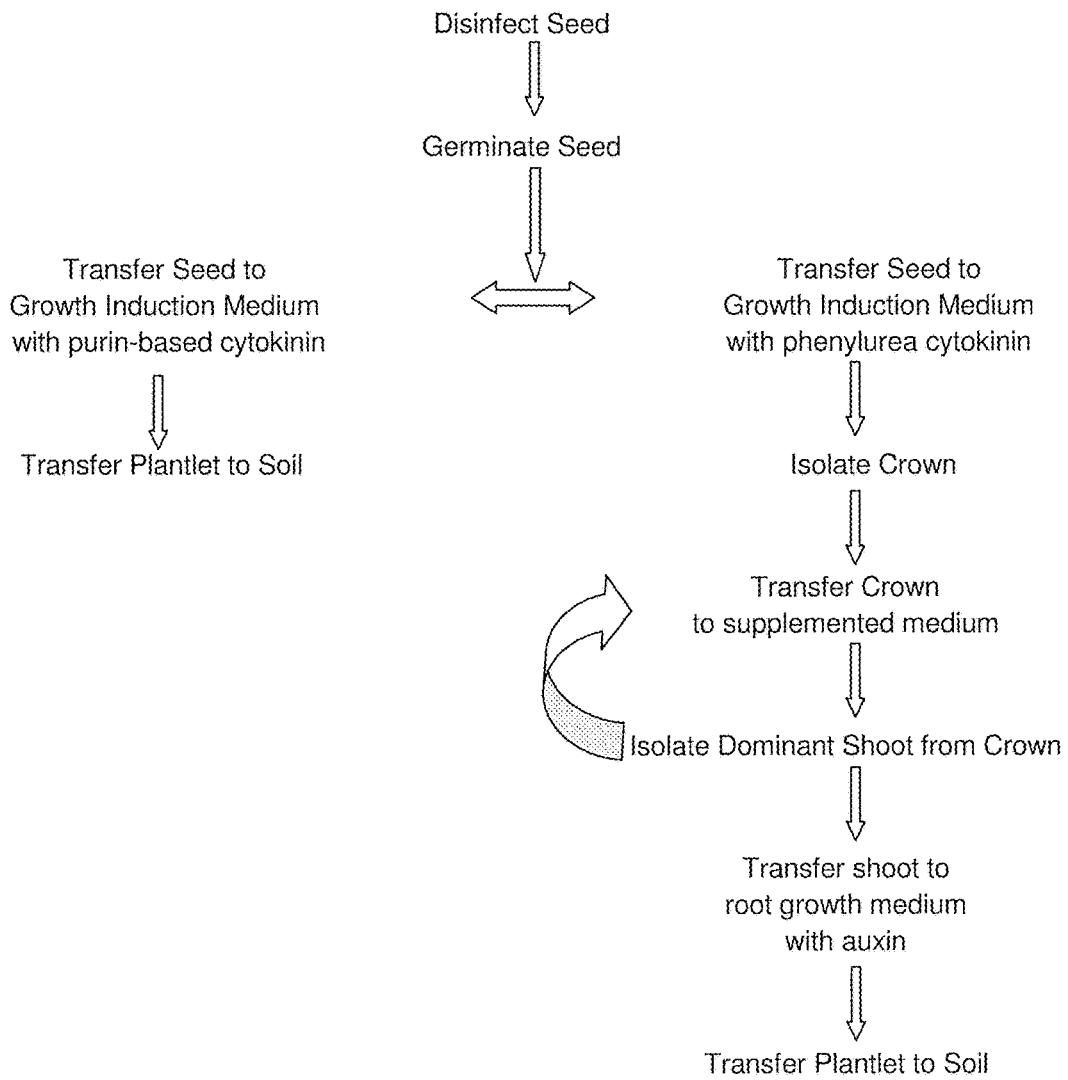 Disinfect Seed
Germinate Seed
Transfer Seed to
Growth Induction Medium
with purin-based cytokinin
Transfer Plantlet to Soil
Transfer Seed to
Growth Induction Medium
with phenylurea cytokinin
Isolate Crown
Transfer Crown
to supplemented medium
Isolate Dominant Shoot from Crown
Transfer shoot to
root growth medium
with auxin
Transfer Plantlet to Soil